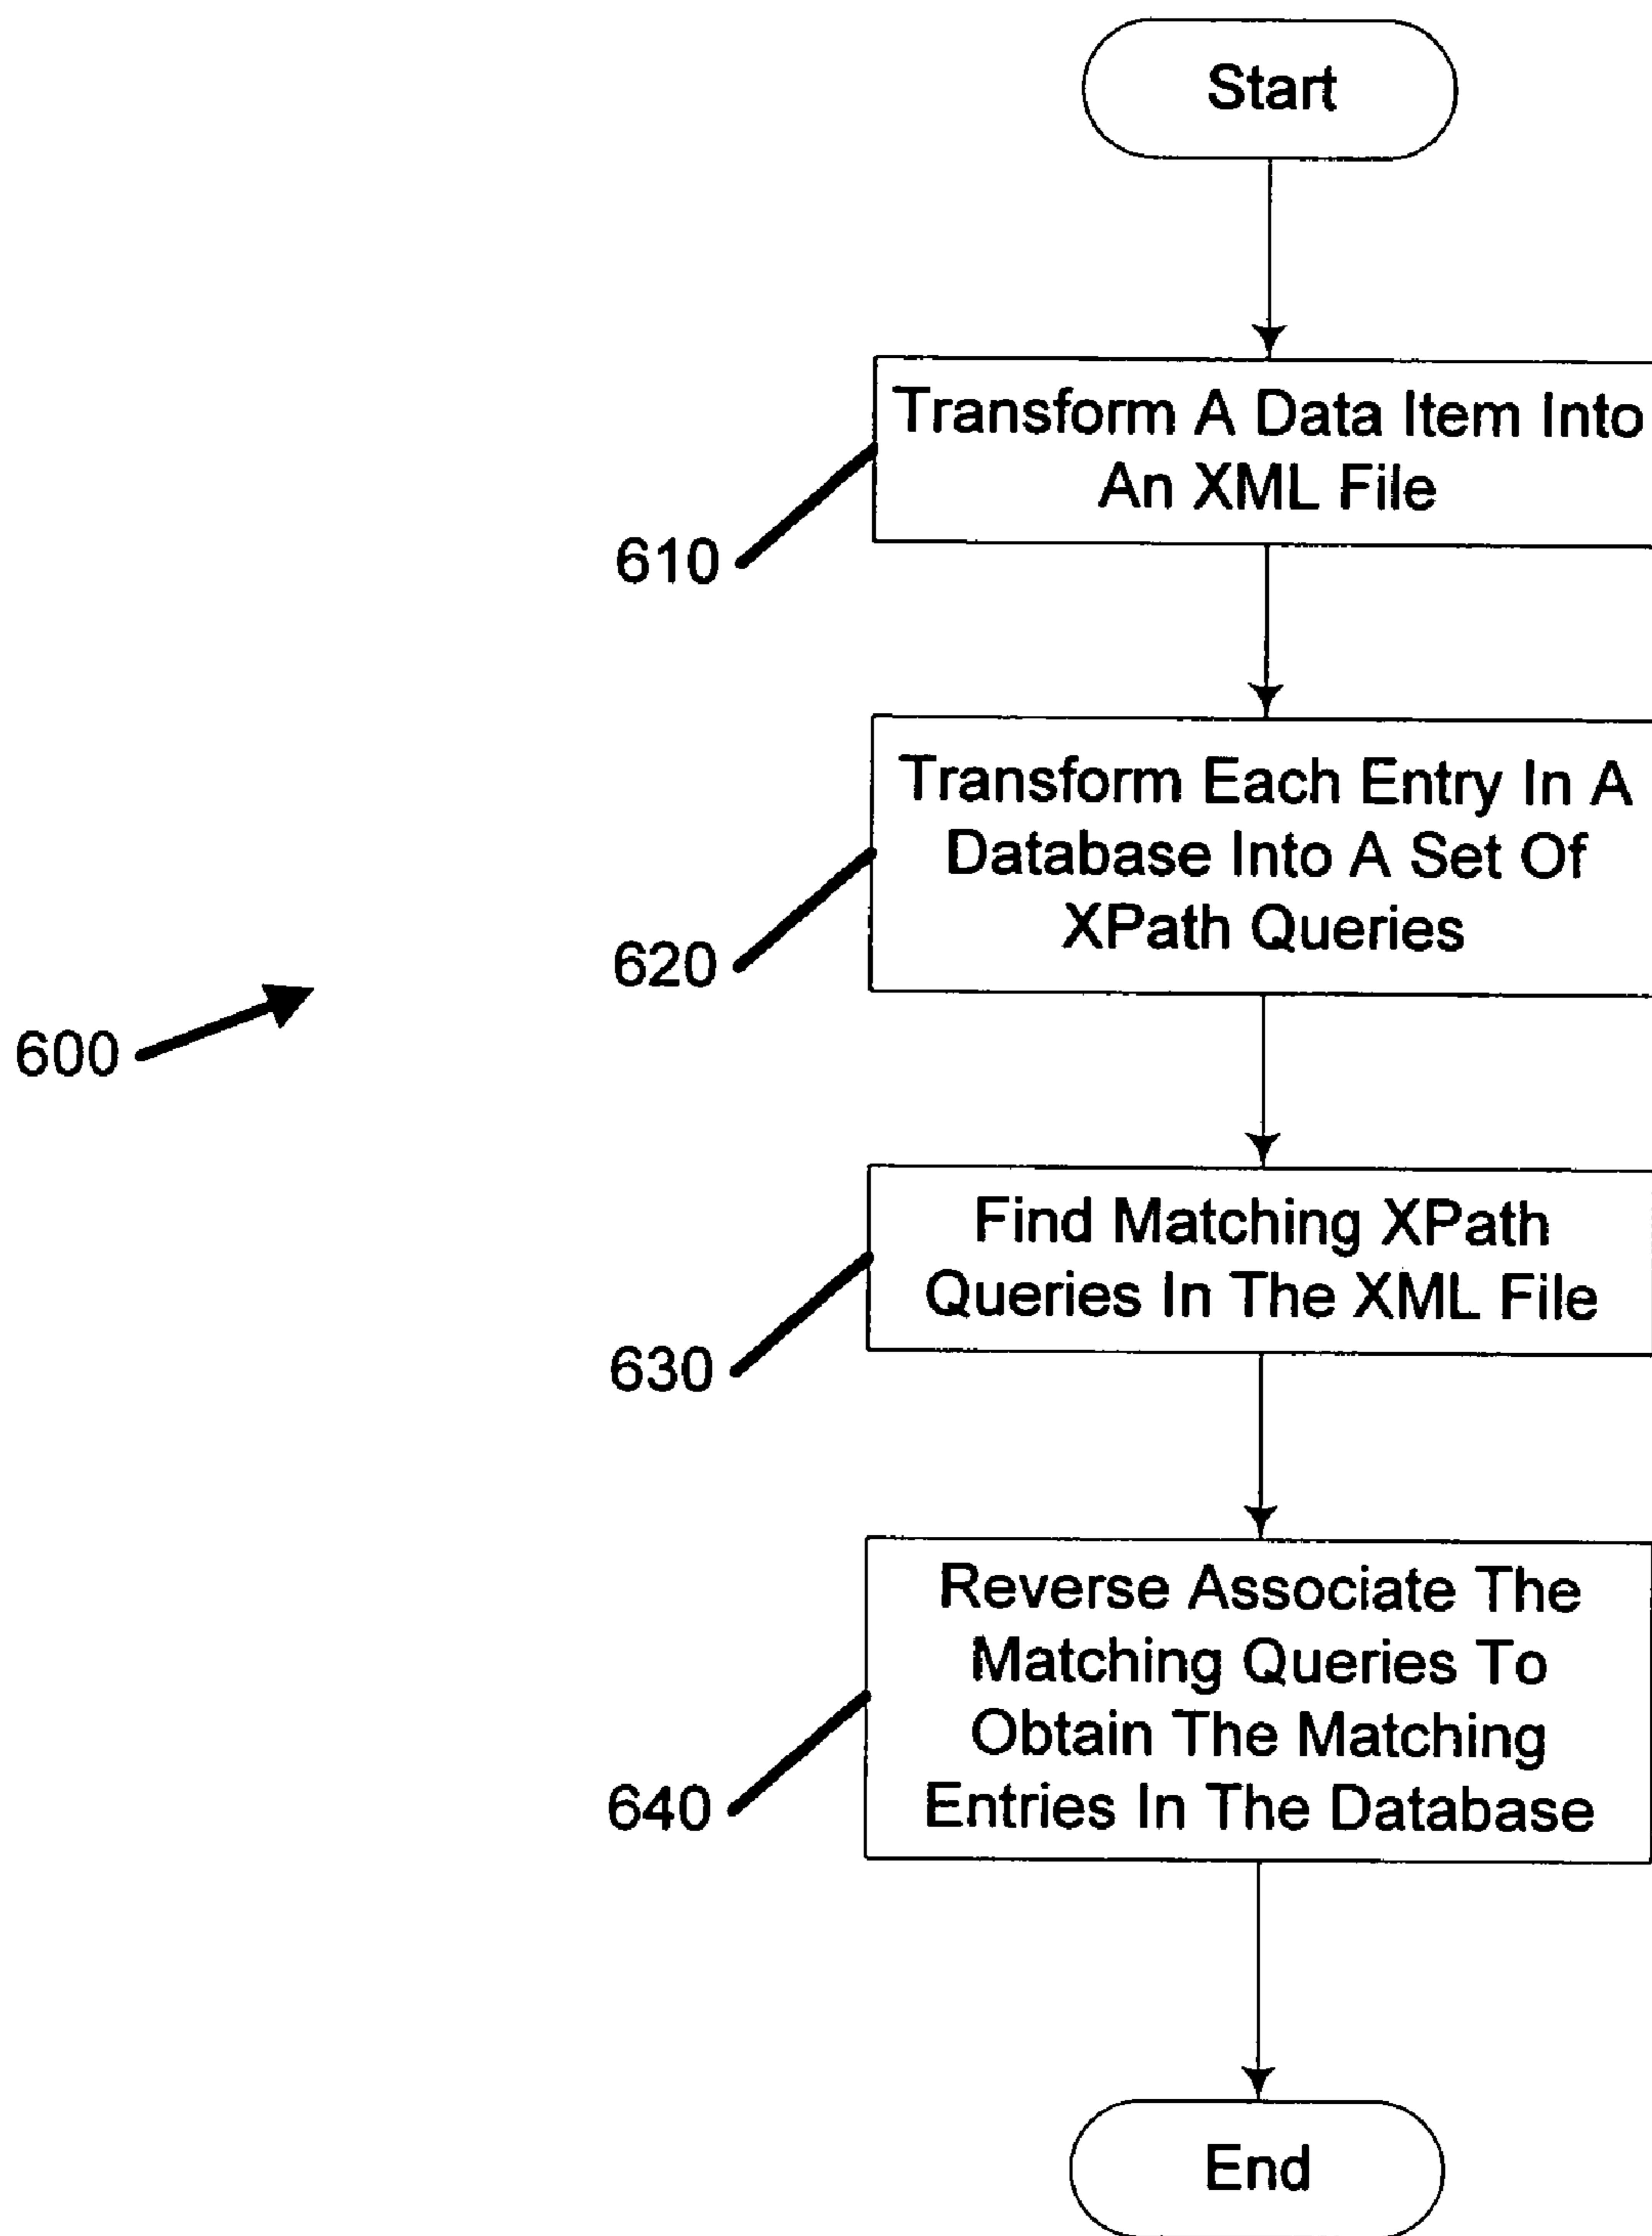 Start
Transform A Data Item Into
An XML File
610
Transform Each Entry In A
Database Into A Set Of
XPath Queries
620
600
Find Matching XPath
Queries In The XML File
630
Reverse Associate The
Matching Queries To
Obtain The Matching
Entries In The Database
640
End